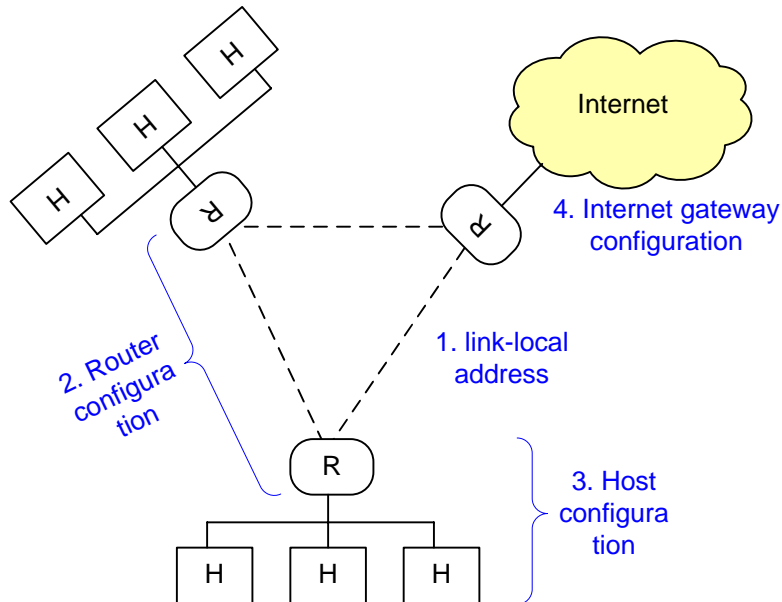 H
H
H
R
Internet
R
4. Internet gateway
configuration
1. link-local
address
2. Router
configura
tion
R
3. Host
configura
tion
H
H
H